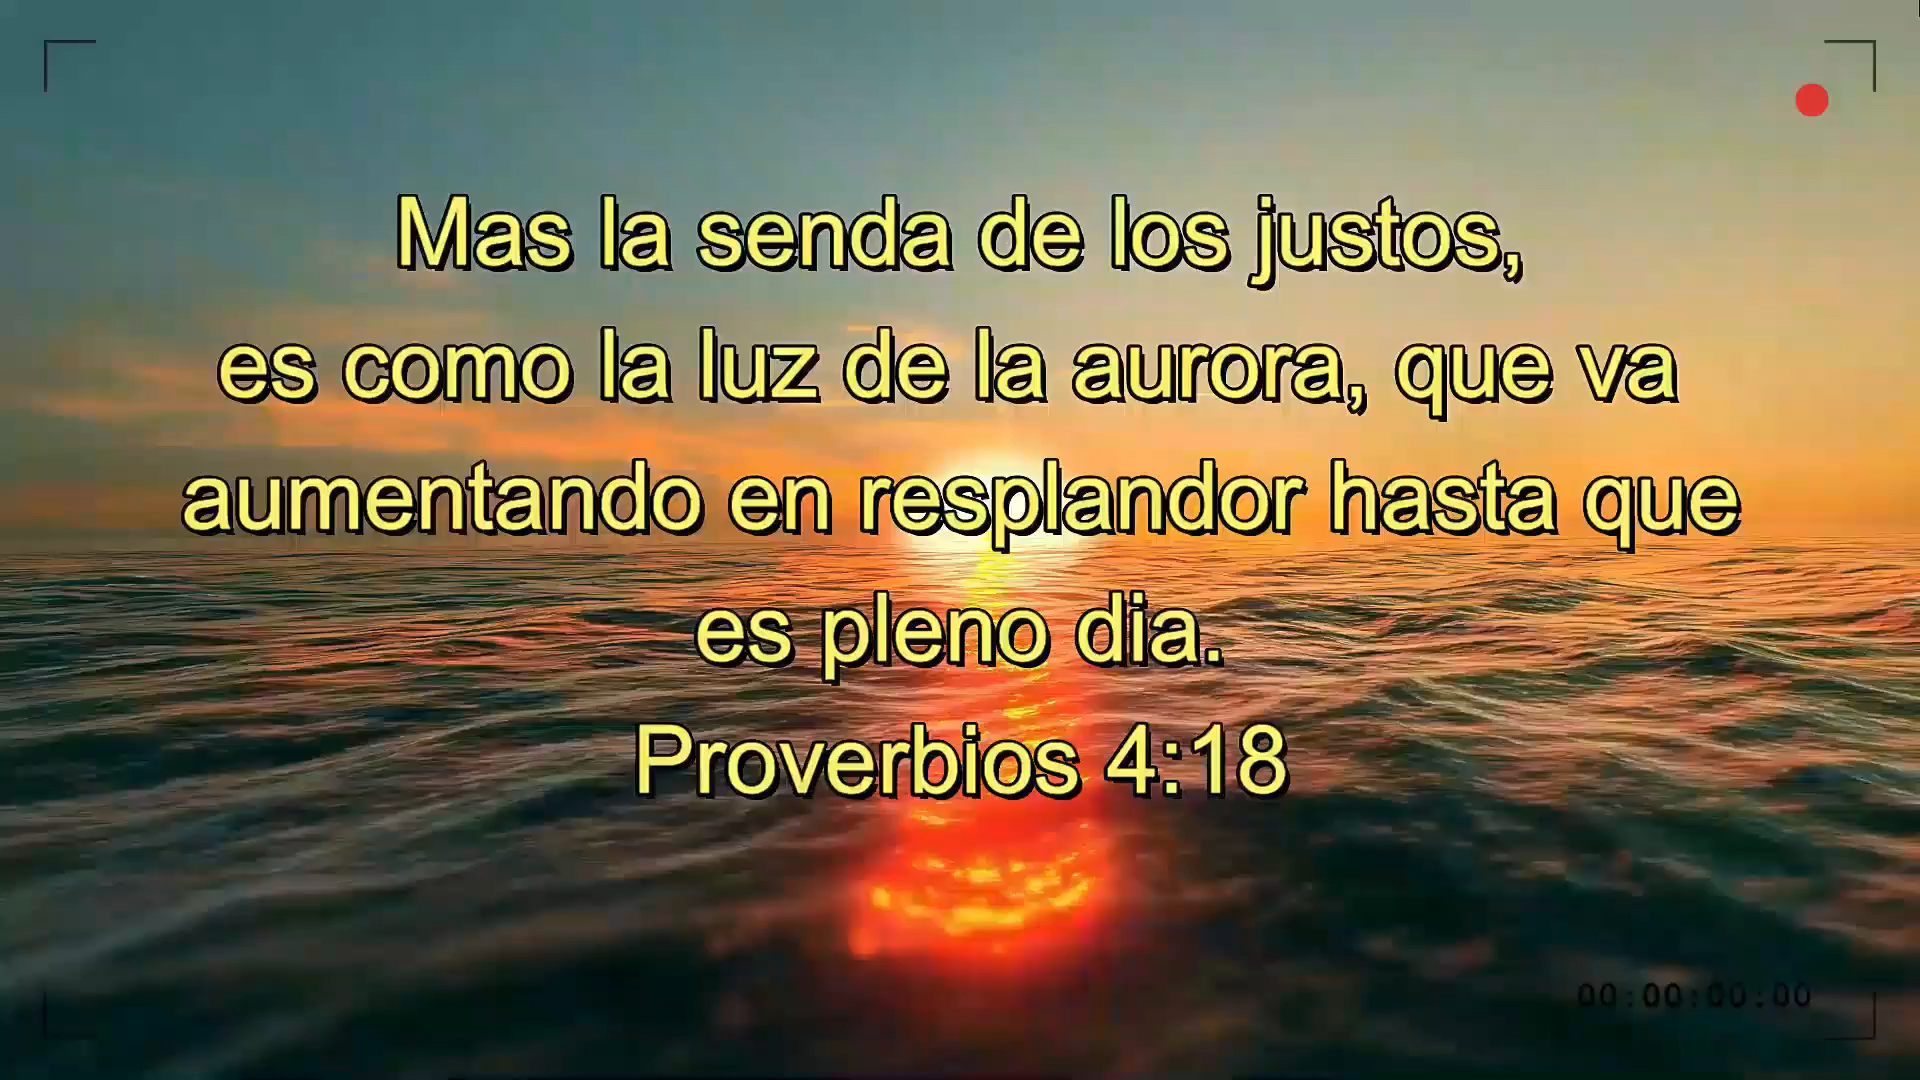 Mas la senda de los justos,
es como la luz de la aurora, que va
aumentando en resplandor hasta que
es pleno dia.
Proverbios 4:18
00:00:00:00